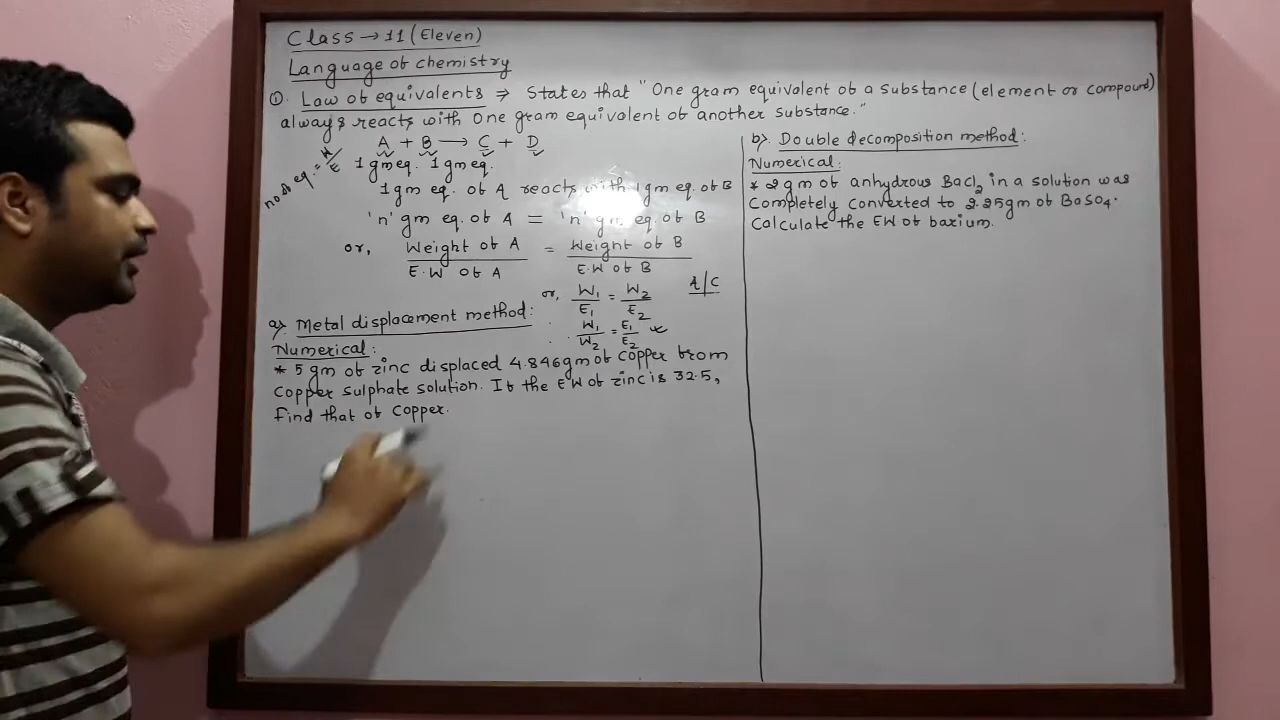 Class → 11 (Eleven)
Language of chemistry
①. Law of equivalents ⇒ States that "One gram equivalent of a substance (element or compound)
always reacts with one gram equivalent of another substance."
A + B → C + D
no. of eq. = W/E
1 gm eq. 1 gm eq.
1 gm eq. of A reacts with 1 gm eq. of B
'n' gm eq. of A = 'n' gm eq. of B
or, Weight of A / E.W of A = Weight of B / E.W of B
or, W₁/E₁ = W₂/E₂ A/C
∴ W₁/W₂ = E₁/E₂
a). Metal displacement method:
Numerical:
* 5 gm of zinc displaced 4.846 gm of copper from
copper sulphate solution. If the EW of zinc is 32.5,
find that of copper.
b). Double decomposition method:
Numerical:
* 2 gm of anhydrous BaCl₂ in a solution was
completely converted to 2.25 gm of BaSO₄.
Calculate the EW of barium.